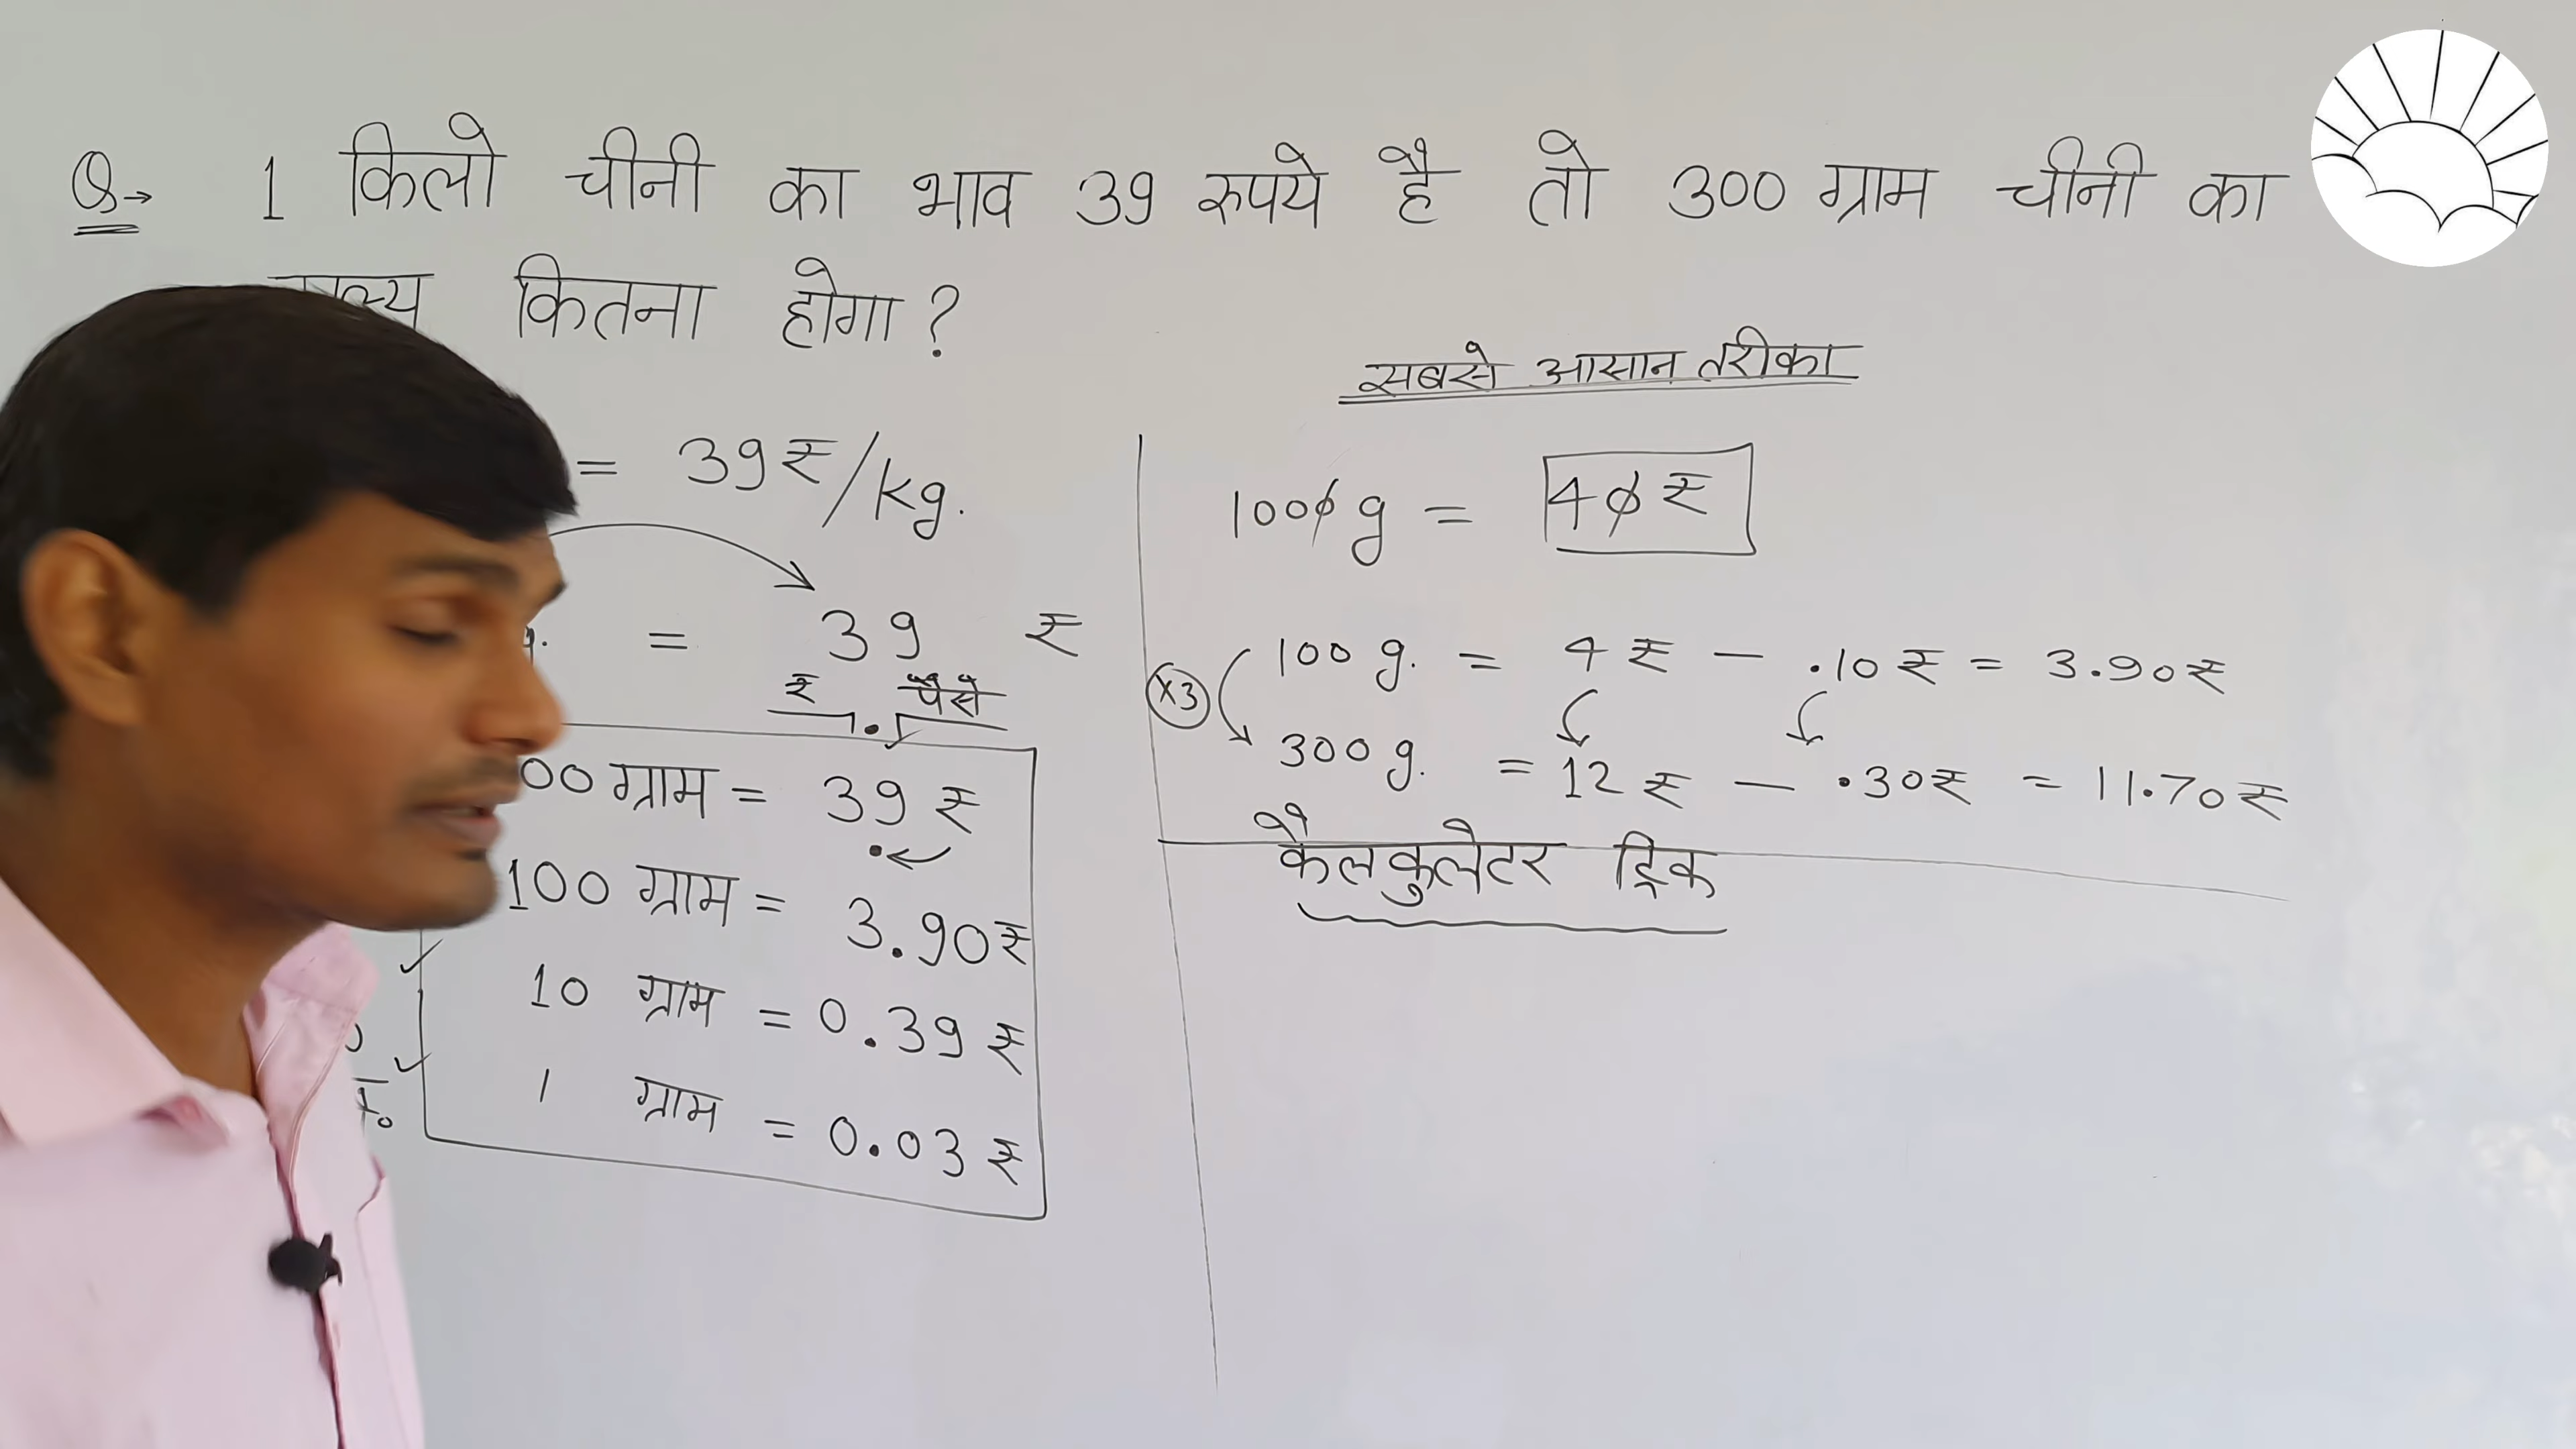 Q→ 1 किलो चीनी का भाव 39 रुपये है तो 300 ग्राम चीनी का
कितना होगा?
= 39₹/kg.
= 39 ₹
₹ . पैसे
00 ग्राम = 39 ₹
100 ग्राम = 3.90₹
10 ग्राम = 0.39 ₹
1 ग्राम = 0.03 ₹
सबसे आसान तरीका
1000 g = 40 ₹
100 g. = 4 ₹ - .10 ₹ = 3.90₹
×3
300 g. = 12 ₹ - .30₹ = 11.70₹
कैलकुलेटर ट्रिक